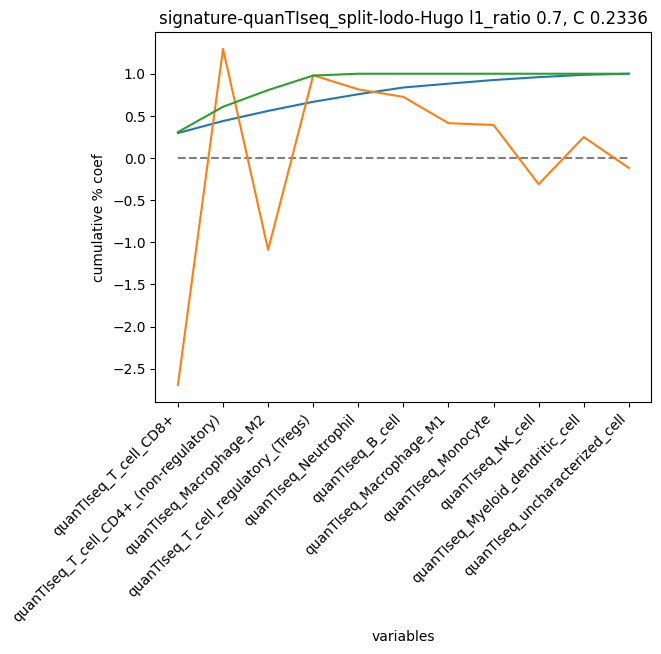 signature-quanTIseq_split-lodo-Hugo l1_ratio 0.7, C 0.2336
1.0
0.5
0.0
−0.5
−1.0
−1.5
−2.0
−2.5
cumulative % coef
quanTIseq_T_cell_CD8+
quanTIseq_T_cell_CD4+_(non-regulatory)
quanTIseq_Macrophage_M2
quanTIseq_T_cell_regulatory_(Tregs)
quanTIseq_Neutrophil
quanTIseq_B_cell
quanTIseq_Macrophage_M1
quanTIseq_Monocyte
quanTIseq_NK_cell
quanTIseq_Myeloid_dendritic_cell
quanTIseq_uncharacterized_cell
variables